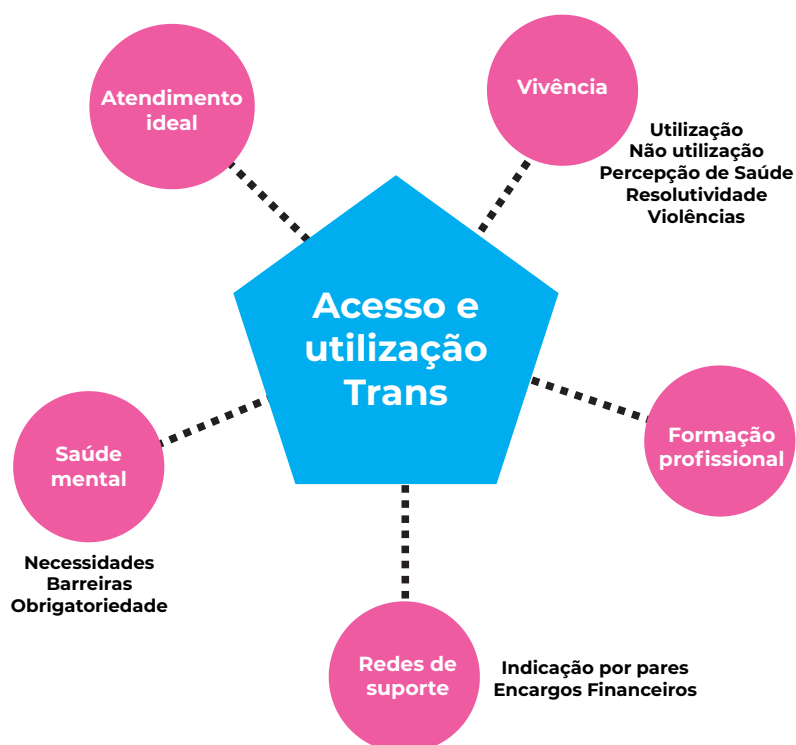 Atendimento
ideal
Vivência
Utilização
Não utilização
Percepção de Saúde
Resolutividade
Violências
Acesso e
utilização
Trans
Formação
profissional
Saúde
mental
Necessidades
Barreiras
Obrigatoriedade
Redes de
suporte
Indicação por pares
Encargos Financeiros